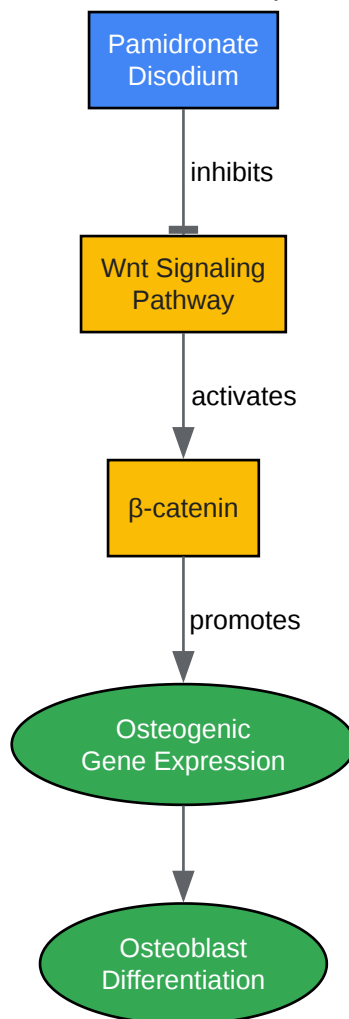 Pamidronate
Disodium
inhibits
Wnt Signaling
Pathway
activates
β-catenin
promotes
Osteogenic
Gene Expression
Osteoblast
Differentiation